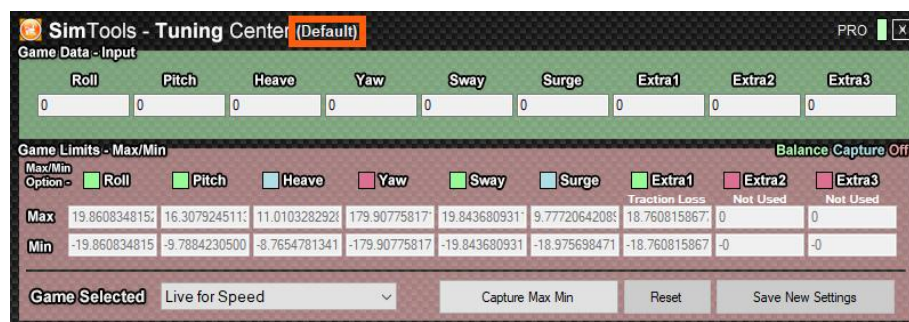 SimTools - Tuning Center (Default) PRO X
Game Data - Input
Roll Pitch Heave Yaw Sway Surge Extra1 Extra2 Extra3
0 0 0 0 0 0 0 0 0
Game Limits - Max/Min Balance Capture Off
Max/Min
Option - Roll Pitch Heave Yaw Sway Surge Extra1 Extra2 Extra3
Traction Loss Not Used Not Used
Max 19.860834815 16.3079245113 11.0103282928 179.90775817 19.843680931 9.7772064208 18.760815867 0 0
Min -19.860834815 -9.7884230500 -8.7654781341 -179.90775817 -19.843680931 -18.975698471 -18.760815867 -0 -0
Game Selected Live for Speed Capture Max Min Reset Save New Settings